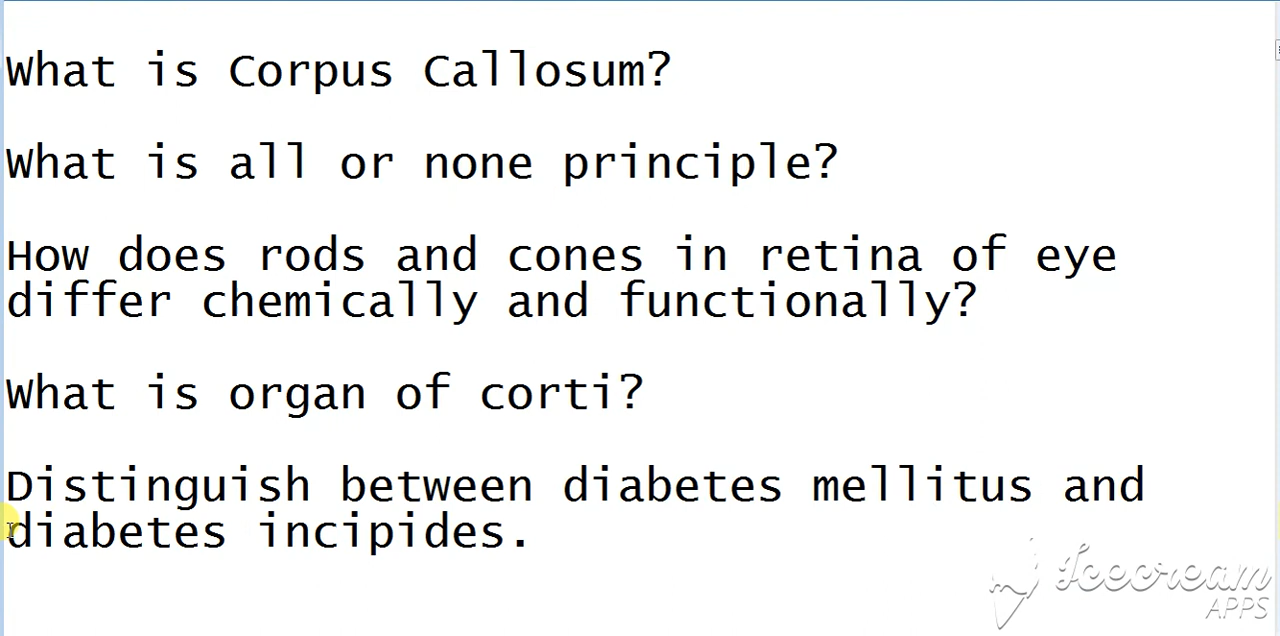 What is Corpus Callosum?
What is all or none principle?
How does rods and cones in retina of eye
differ chemically and functionally?
What is organ of corti?
Distinguish between diabetes mellitus and
diabetes incipides.
Icecream
APPS